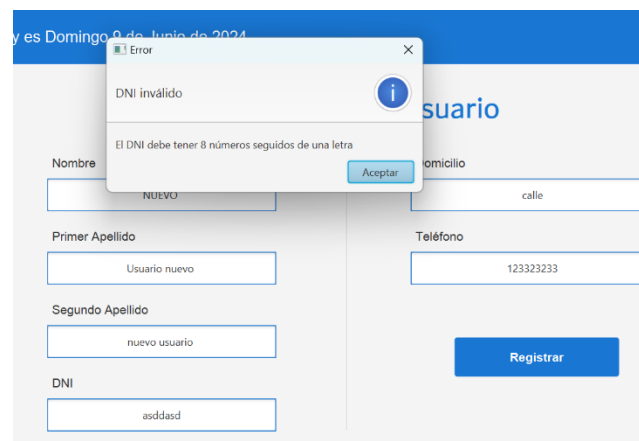 y es Domingo 9 de Junio de 2024
Error
DNI inválido
suario
El DNI debe tener 8 números seguidos de una letra
Aceptar
Nombre
omicilio
NUEVO
calle
Primer Apellido
Teléfono
Usuario nuevo
123323233
Segundo Apellido
nuevo usuario
Registrar
DNI
asddasd